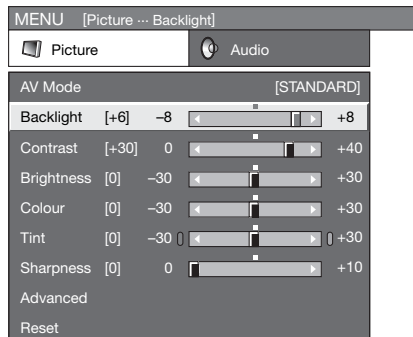 MENU [Picture ··· Backlight]
Picture Audio
AV Mode [STANDARD]
Backlight [+6] –8 +8
Contrast [+30] 0 +40
Brightness [0] –30 +30
Colour [0] –30 +30
Tint [0] –30 +30
Sharpness [0] 0 +10
Advanced
Reset